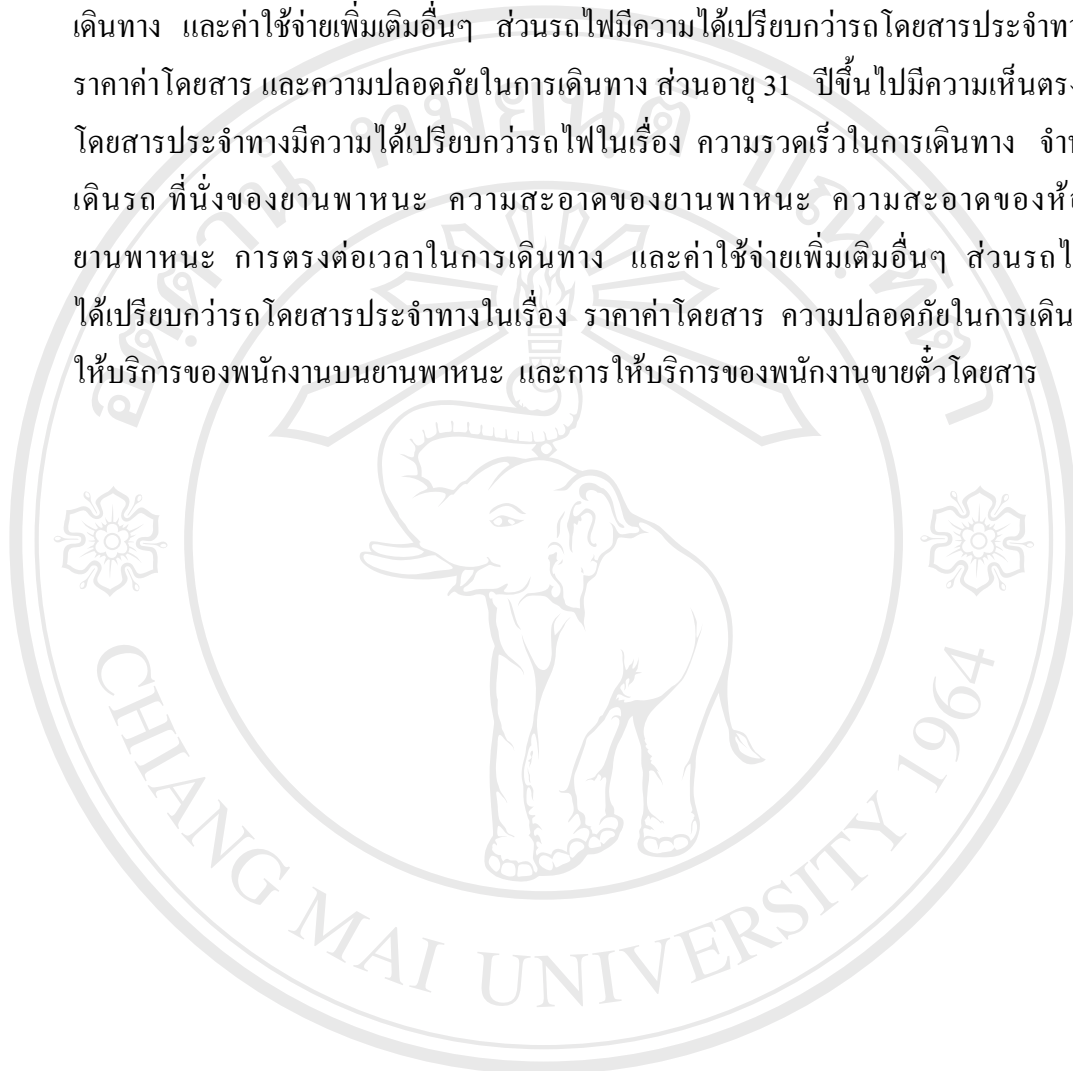 เดินทาง และค่าใช้จ่ายเพิ่มเติมอื่นๆ ส่วนรถไฟมีความได้เปรียบกว่ารถโดยสารประจำทา
ราคาค่าโดยสาร และความปลอดภัยในการเดินทาง ส่วนอายุ 31 ปีขึ้นไปมีความเห็นตรง
โดยสารประจำทางมีความได้เปรียบกว่ารถไฟในเรื่อง ความรวดเร็วในการเดินทาง จำ
เดินรถ ที่นั่งของยานพาหนะ ความสะอาดของยานพาหนะ ความสะอาดของห้อ
ยานพาหนะ การตรงต่อเวลาในการเดินทาง และค่าใช้จ่ายเพิ่มเติมอื่นๆ ส่วนรถไ
ได้เปรียบกว่ารถโดยสารประจำทางในเรื่อง ราคาค่าโดยสาร ความปลอดภัยในการเดิน
ให้บริการของพนักงานบนยานพาหนะ และการให้บริการของพนักงานขายตั๋วโดยสาร
อตฺตานํ ทมยนฺติ ปณฺฑิตา
CHIANG MAI UNIVERSITY 1964